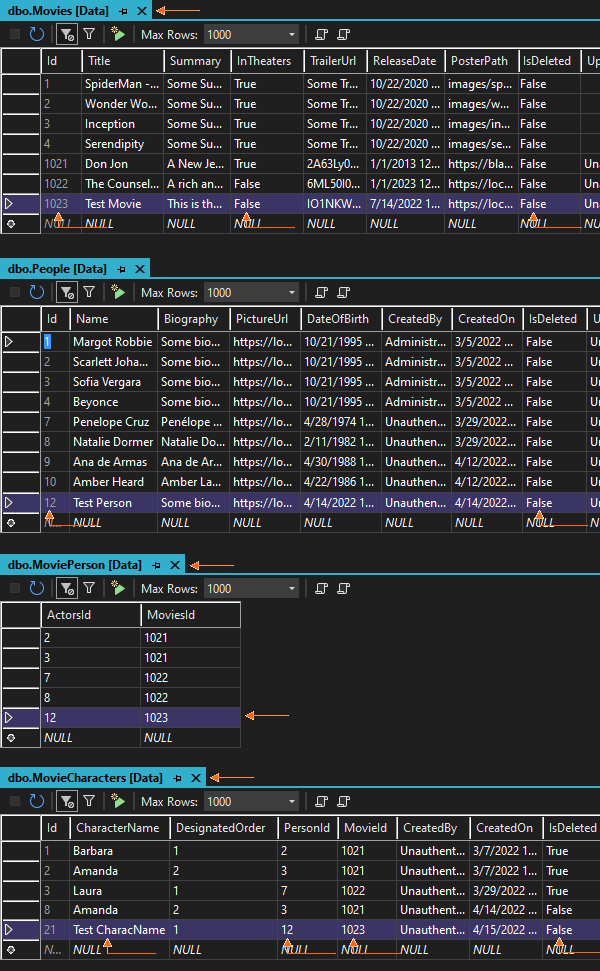 dbo.Movies [Data]
Max Rows: 1000
Id Title Summary InTheaters TrailerUrl ReleaseDate PosterPath IsDeleted Up
1 SpiderMan -... Some Su... True Some Tr... 10/22/2020 ... images/sp... False
2 Wonder Wo... Some Su... True Some Tr... 10/22/2020 ... images/w... False
3 Inception Some Su... True Some Tr... 10/22/2020 ... images/in... False
4 Serendipity Some Su... True Some Tr... 10/22/2020 ... images/se... False
1021 Don Jon A New Je... True 2A63Ly0... 1/1/2013 12... https://bla... False Una
1022 The Counsel... A rich an... False 6ML50I0... 1/1/2023 12... https://loc... False Una
1023 Test Movie This is th... False IO1NKW... 7/14/2022 1... https://loc... False Una
NULL NULL NULL NULL NULL NULL NULL NULL NU
dbo.People [Data]
Max Rows: 1000
Id Name Biography PictureUrl DateOfBirth CreatedBy CreatedOn IsDeleted U
1 Margot Robbie Some bio... https://lo... 10/21/1995 ... Administr... 3/5/2022 ... False Un
2 Scarlett Joha... Some bio... https://lo... 10/21/1995 ... Administr... 3/5/2022 ... False Un
3 Sofia Vergara Some bio... https://lo... 10/21/1995 ... Administr... 3/5/2022 ... False Un
4 Beyonce Some bio... https://lo... 10/21/1995 ... Administr... 3/5/2022 ... False Un
7 Penelope Cruz Penélope ... https://lo... 4/28/1974 1... Unauthen... 3/29/2022... False Un
8 Natalie Dormer Natalie Do... https://lo... 2/11/1982 1... Unauthen... 3/29/2022... False Un
9 Ana de Armas Ana de Ar... https://lo... 4/30/1988 1... Unauthen... 4/12/2022... False Un
10 Amber Heard Amber La... https://lo... 4/22/1986 1... Unauthen... 4/12/2022... False Un
12 Test Person Some bio... https://lo... 4/14/2022 1... Unauthen... 4/14/2022... False Un
N... NULL NULL NULL NULL NULL NULL NULL N
dbo.MoviePerson [Data]
Max Rows: 1000
ActorsId MoviesId
2 1021
3 1021
7 1022
8 1022
12 1023
NULL NULL
dbo.MovieCharacters [Data]
Max Rows: 1000
Id CharacterName DesignatedOrder PersonId MovieId CreatedBy CreatedOn IsDeleted
1 Barbara 1 2 1021 Unauthent... 3/7/2022 1... True
2 Amanda 2 3 1021 Unauthent... 3/7/2022 1... True
3 Laura 1 7 1022 Unauthent... 3/29/2022 ... True
8 Amanda 2 3 1021 Unauthent... 4/14/2022 ... False
21 Test CharacName 1 12 1023 Unauthent... 4/15/2022 ... False
N... NULL NULL NULL NULL NULL NULL NULL